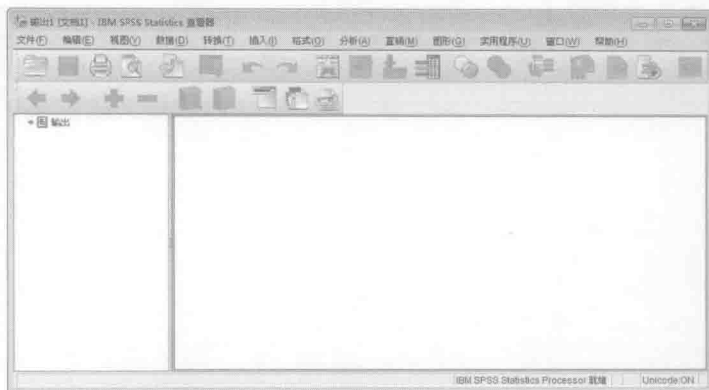 *输出1 [文档1] - IBM SPSS Statistics 查看器
文件(F) 编辑(E) 视图(V) 数据(D) 转换(T) 插入(I) 格式(O) 分析(A) 直销(M) 图形(G) 实用程序(U) 窗口(W) 帮助(H)
输出
IBM SPSS Statistics Processor 就绪 Unicode:ON